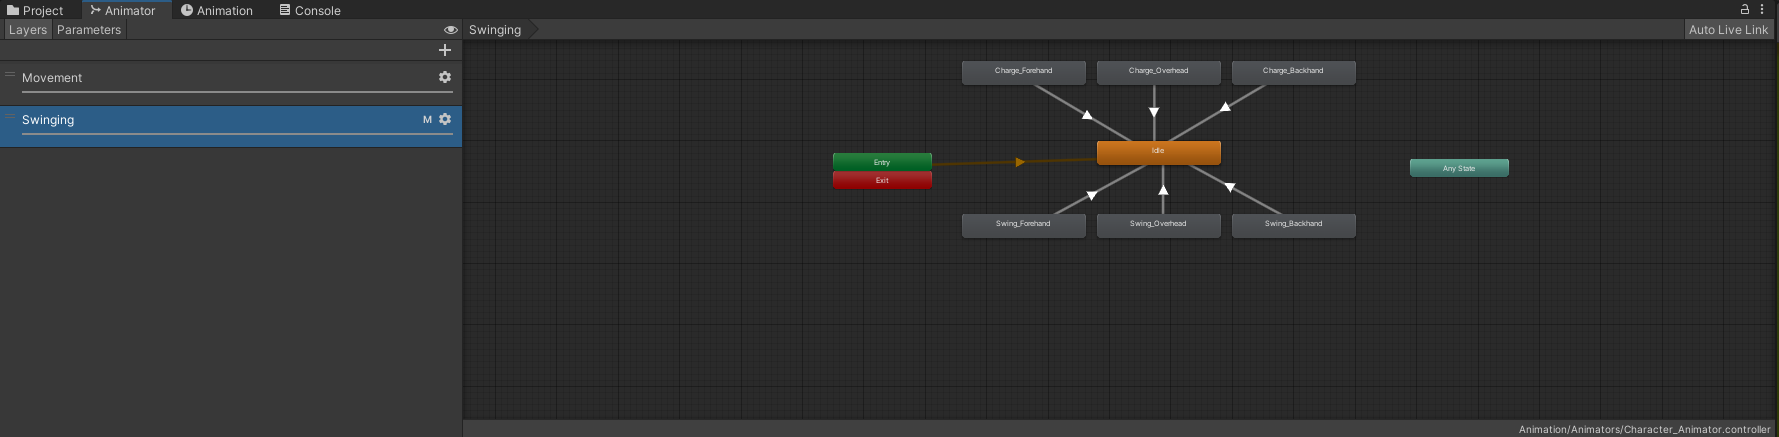 Project Animator Animation Console
Layers Parameters Swinging Auto Live Link
Movement
Swinging M
Charge_Forehand Charge_Overhead Charge_Backhand
Idle
Entry
Exit
Any State
Swing_Forehand Swing_Overhead Swing_Backhand
Animation/Animators/Character_Animator.controller